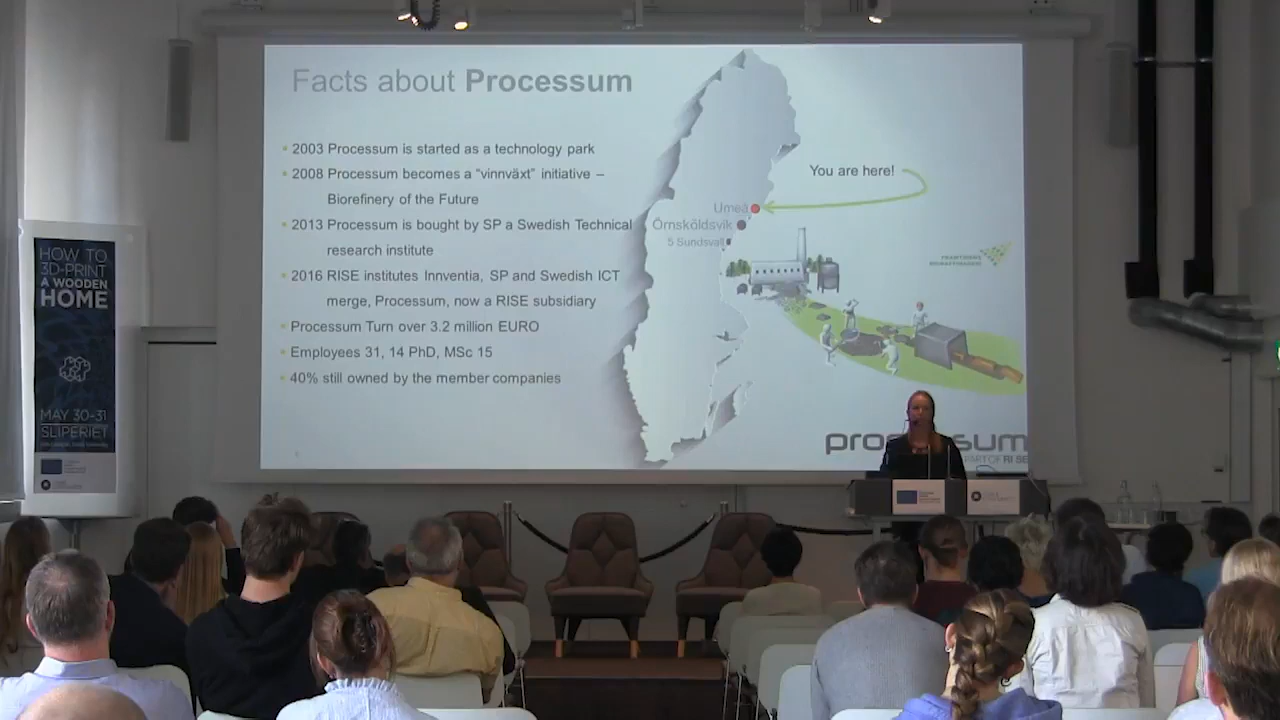 Facts about Processum
2003 Processum is started as a technology park
2008 Processum becomes a “vinnväxt” initiative –
Biorefinery of the Future
2013 Processum is bought by SP a Swedish Technical
research institute
2016 RISE institutes Innventia, SP and Swedish ICT
merge, Processum, now a RISE subsidiary
Processum Turn over 3.2 million EURO
Employees 31, 14 PhD, MSc 15
40% still owned by the member companies
You are here!
Umeå
Örnsköldsvik
5 Sundsvall
PART OF RISE
HOW TO
3D-PRINT
A WOODEN
HOME
MAY 30-31
SLIPERIET